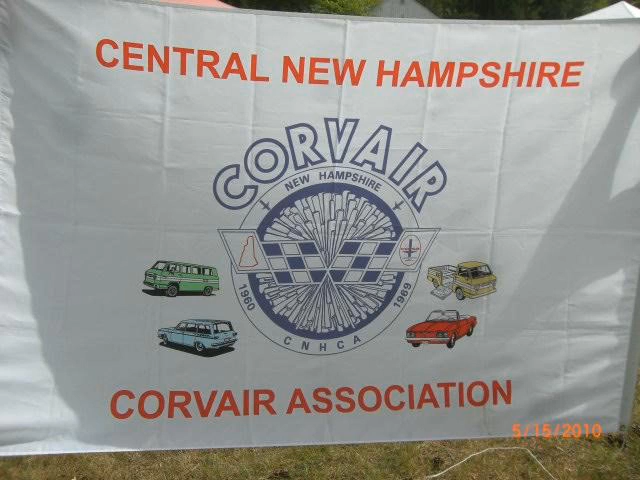 CENTRAL NEW HAMPSHIRE
CORVAIR
NEW HAMPSHIRE
1960
1969
CNHCA
CORVAIR ASSOCIATION
5/15/2010